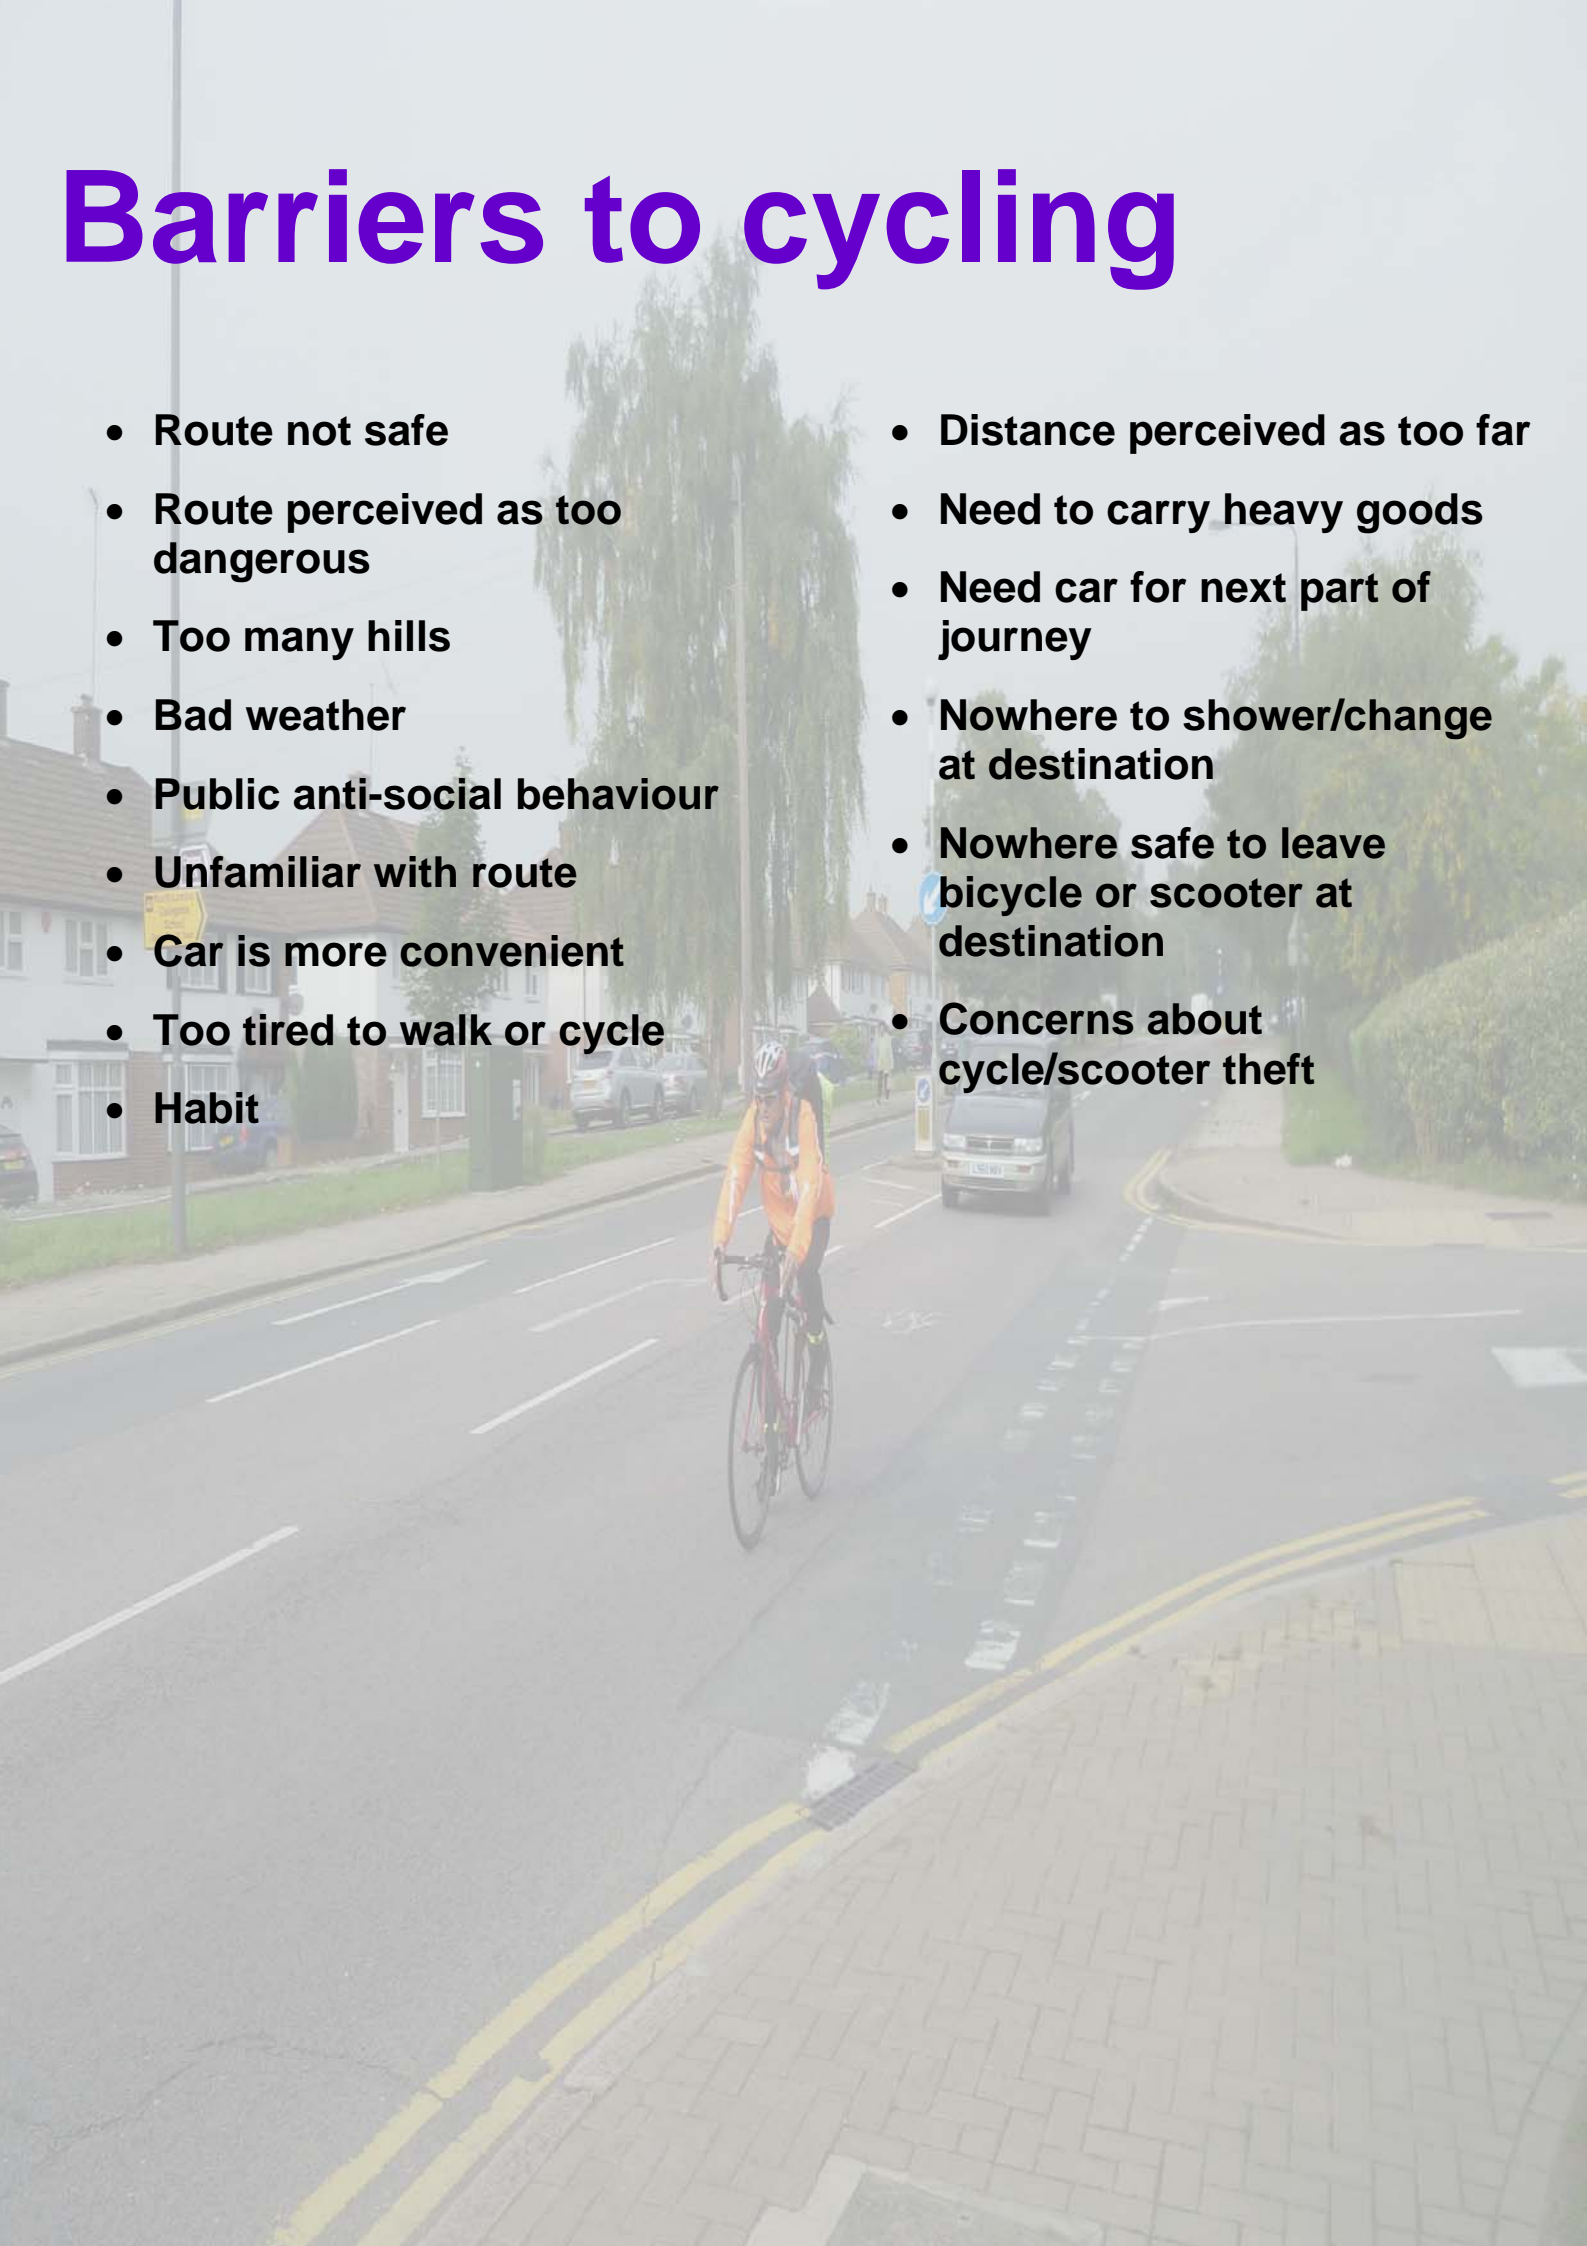 Barriers to cycling
• Route not safe
• Route perceived as too
dangerous
• Too many hills
• Bad weather
• Public anti-social behaviour
• Unfamiliar with route
• Car is more convenient
• Too tired to walk or cycle
• Habit
• Distance perceived as too far
• Need to carry heavy goods
• Need car for next part of
journey
• Nowhere to shower/change
at destination
• Nowhere safe to leave
bicycle or scooter at
destination
• Concerns about
cycle/scooter theft